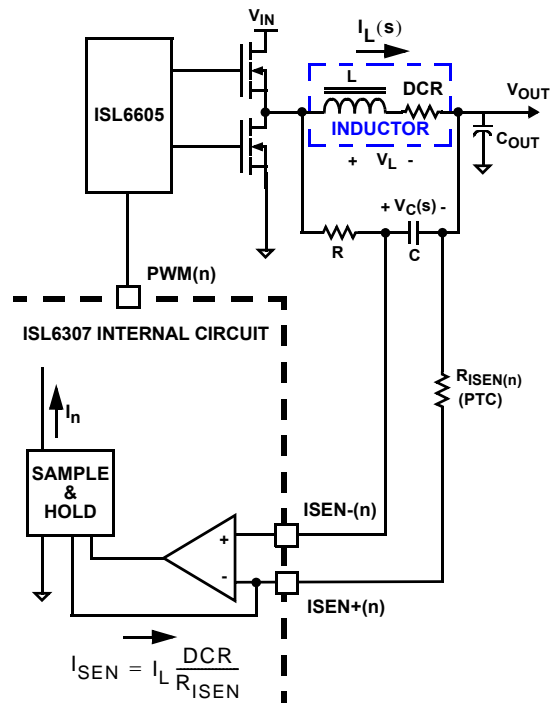 V_IN
I_L(s)
ISL6605
L
DCR
V_OUT
INDUCTOR
C_OUT
+ V_L -
+ V_C(s) -
R
C
PWM(n)
ISL6307 INTERNAL CIRCUIT
R_ISEN(n)
(PTC)
I_n
SAMPLE
&
HOLD
ISEN-(n)
+
-
ISEN+(n)
I_SEN = I_L DCR / R_ISEN